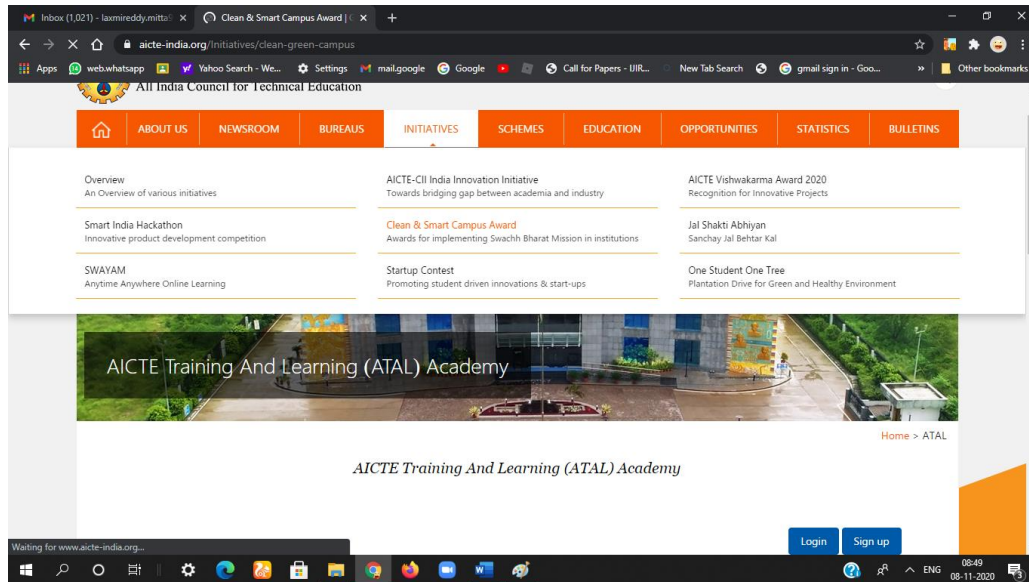 Inbox (1,021) - laxmireddy.mitta
Clean & Smart Campus Award |
aicte-india.org/Initiatives/clean-green-campus
Apps web.whatsapp Yahoo Search - We... Settings mail.google Google Call for Papers - IJIR... New Tab Search gmail sign in - Goo... » Other bookmarks
All India Council for Technical Education
ABOUT US NEWSROOM BUREAUS INITIATIVES SCHEMES EDUCATION OPPORTUNITIES STATISTICS BULLETINS
Overview
An Overview of various initiatives
AICTE-CII India Innovation Initiative
Towards bridging gap between academia and industry
AICTE Vishwakarma Award 2020
Recognition for Innovative Projects
Smart India Hackathon
Innovative product development competition
Clean & Smart Campus Award
Awards for implementing Swachh Bharat Mission in institutions
Jal Shakti Abhiyan
Sanchay Jal Behtar Kal
SWAYAM
Anytime Anywhere Online Learning
Startup Contest
Promoting student driven innovations & start-ups
One Student One Tree
Plantation Drive for Green and Healthy Environment
AICTE Training And Learning (ATAL) Academy
Home > ATAL
AICTE Training And Learning (ATAL) Academy
Login Sign up
Waiting for www.aicte-india.org...
ENG
08:49
08-11-2020